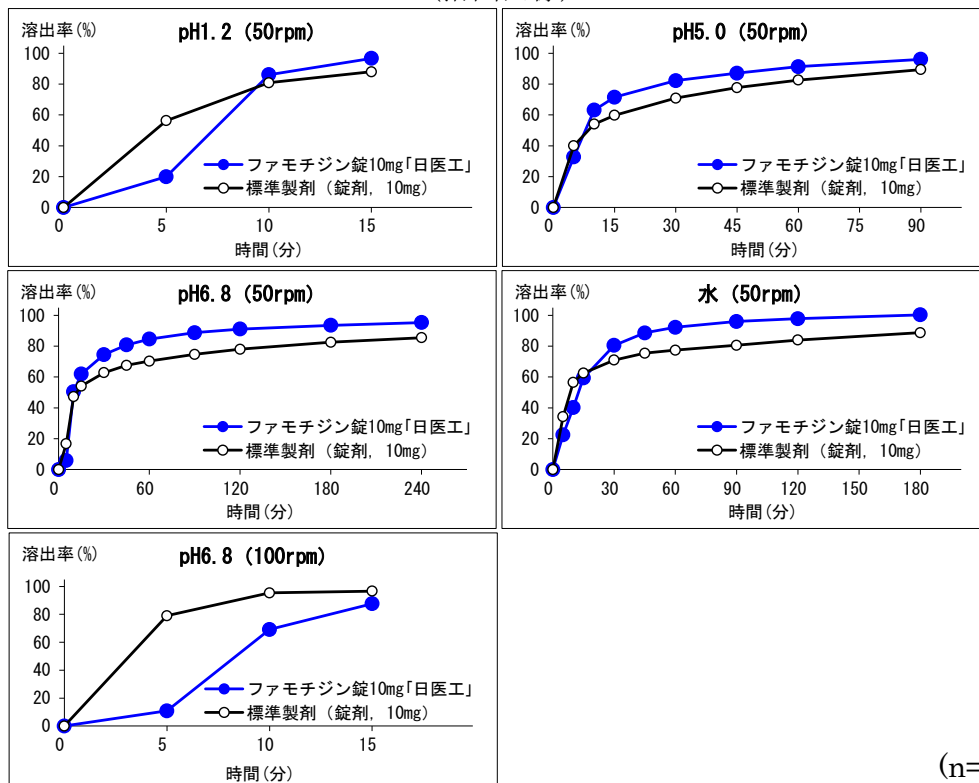 溶出率(%)
pH1.2 (50rpm)
100
80
60
40
20
0
ファモチジン錠10mg「日医工」
標準製剤（錠剤, 10mg）
0 5 10 15
時間(分)
溶出率(%)
pH5.0 (50rpm)
100
80
60
40
20
0
ファモチジン錠10mg「日医工」
標準製剤（錠剤, 10mg）
0 15 30 45 60 75 90
時間(分)
溶出率(%)
pH6.8 (50rpm)
100
80
60
40
20
0
ファモチジン錠10mg「日医工」
標準製剤（錠剤, 10mg）
0 60 120 180 240
時間(分)
溶出率(%)
水 (50rpm)
100
80
60
40
20
0
ファモチジン錠10mg「日医工」
標準製剤（錠剤, 10mg）
0 30 60 90 120 150 180
時間(分)
溶出率(%)
pH6.8 (100rpm)
100
80
60
40
20
0
ファモチジン錠10mg「日医工」
標準製剤（錠剤, 10mg）
0 5 10 15
時間(分)
(n=